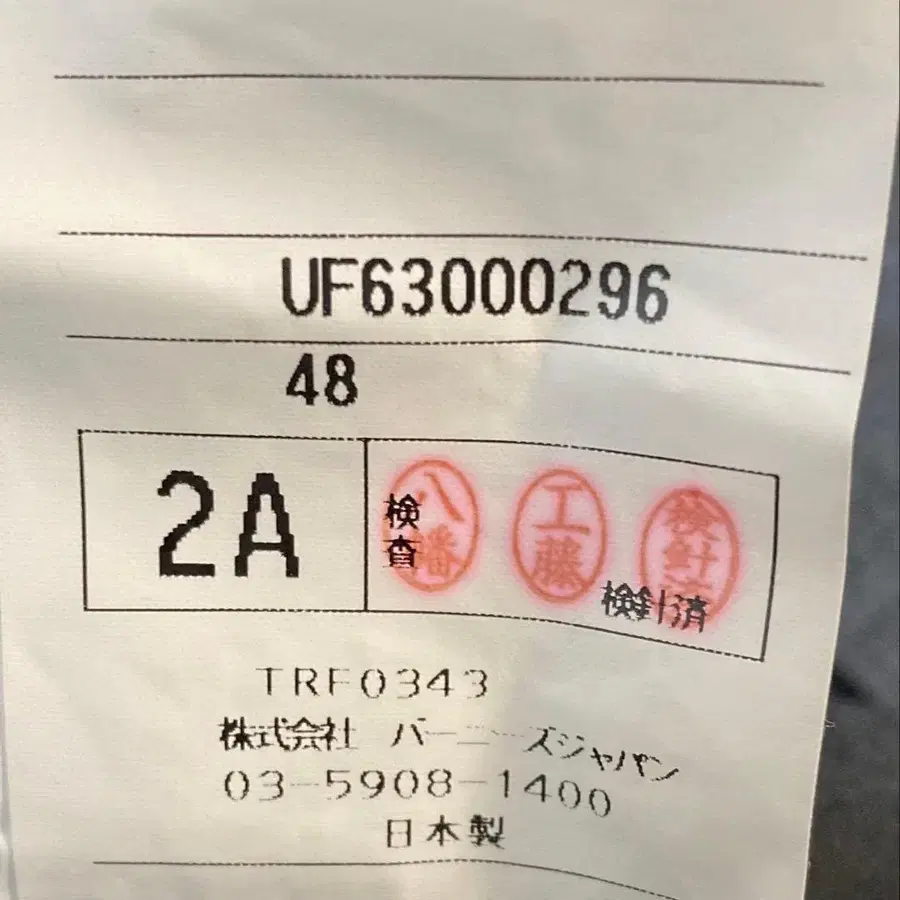 UF63000296
48
2A
検査
八幡
工藤
検針済
検針済
TRF0343
株式会社 バーニーズジャパン
03-5908-1400
日本製